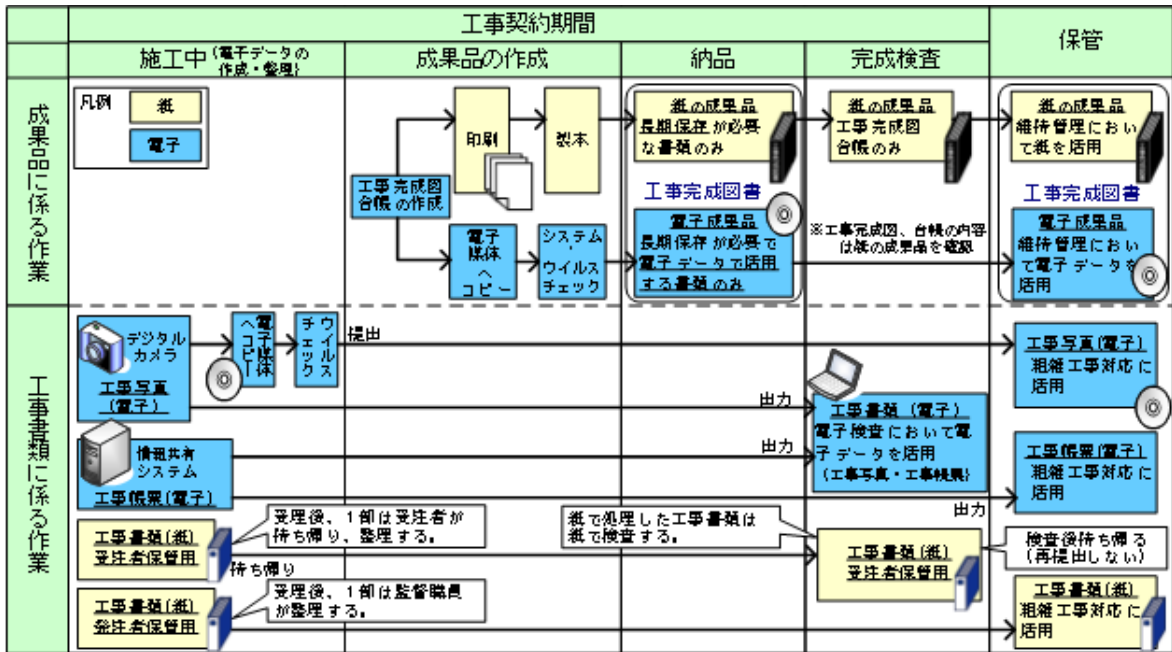 工事契約期間
保管
施工中(電子データの
作成・整理)
成果品の作成
納品
完成検査
成果品に係る作業
凡例
紙
電子
工事完成図
台帳の作成
印刷
製本
電子
媒体
へ
コピー
システム
・
ウイルス
チェック
紙の成果品
長期保存が必要
な書類のみ
工事完成図書
電子成果品
長期保存が必要で
電子データで活用
する書類のみ
紙の成果品
工事完成図
台帳のみ
※工事完成図、台帳の内容
は紙の成果品を確認
紙の成果品
維持管理におい
て紙を活用
工事完成図書
電子成果品
維持管理におい
て電子データを
活用
工事書類に係る作業
デジタル
カメラ
工事写真
(電子)
電子媒体
へコピー
ウイルス
チェック
提出
工事写真(電子)
粗雑工事対応に
活用
出力
情報共有
システム
工事帳票(電子)
出力
工事書類(電子)
電子検査において電
子データを活用
(工事写真・工事帳票)
工事帳票(電子)
粗雑工事対応に
活用
出力
工事書類(紙)
受注者保管用
受理後、1部は受注者が
持ち帰り、整理する。
持ち帰り
紙で処理した工事書類は
紙で検査する。
工事書類(紙)
受注者保管用
検査後持ち帰る
(再提出しない)
工事書類(紙)
発注者保管用
受理後、1部は監督職員
が整理する。
工事書類(紙)
粗雑工事対応に
活用